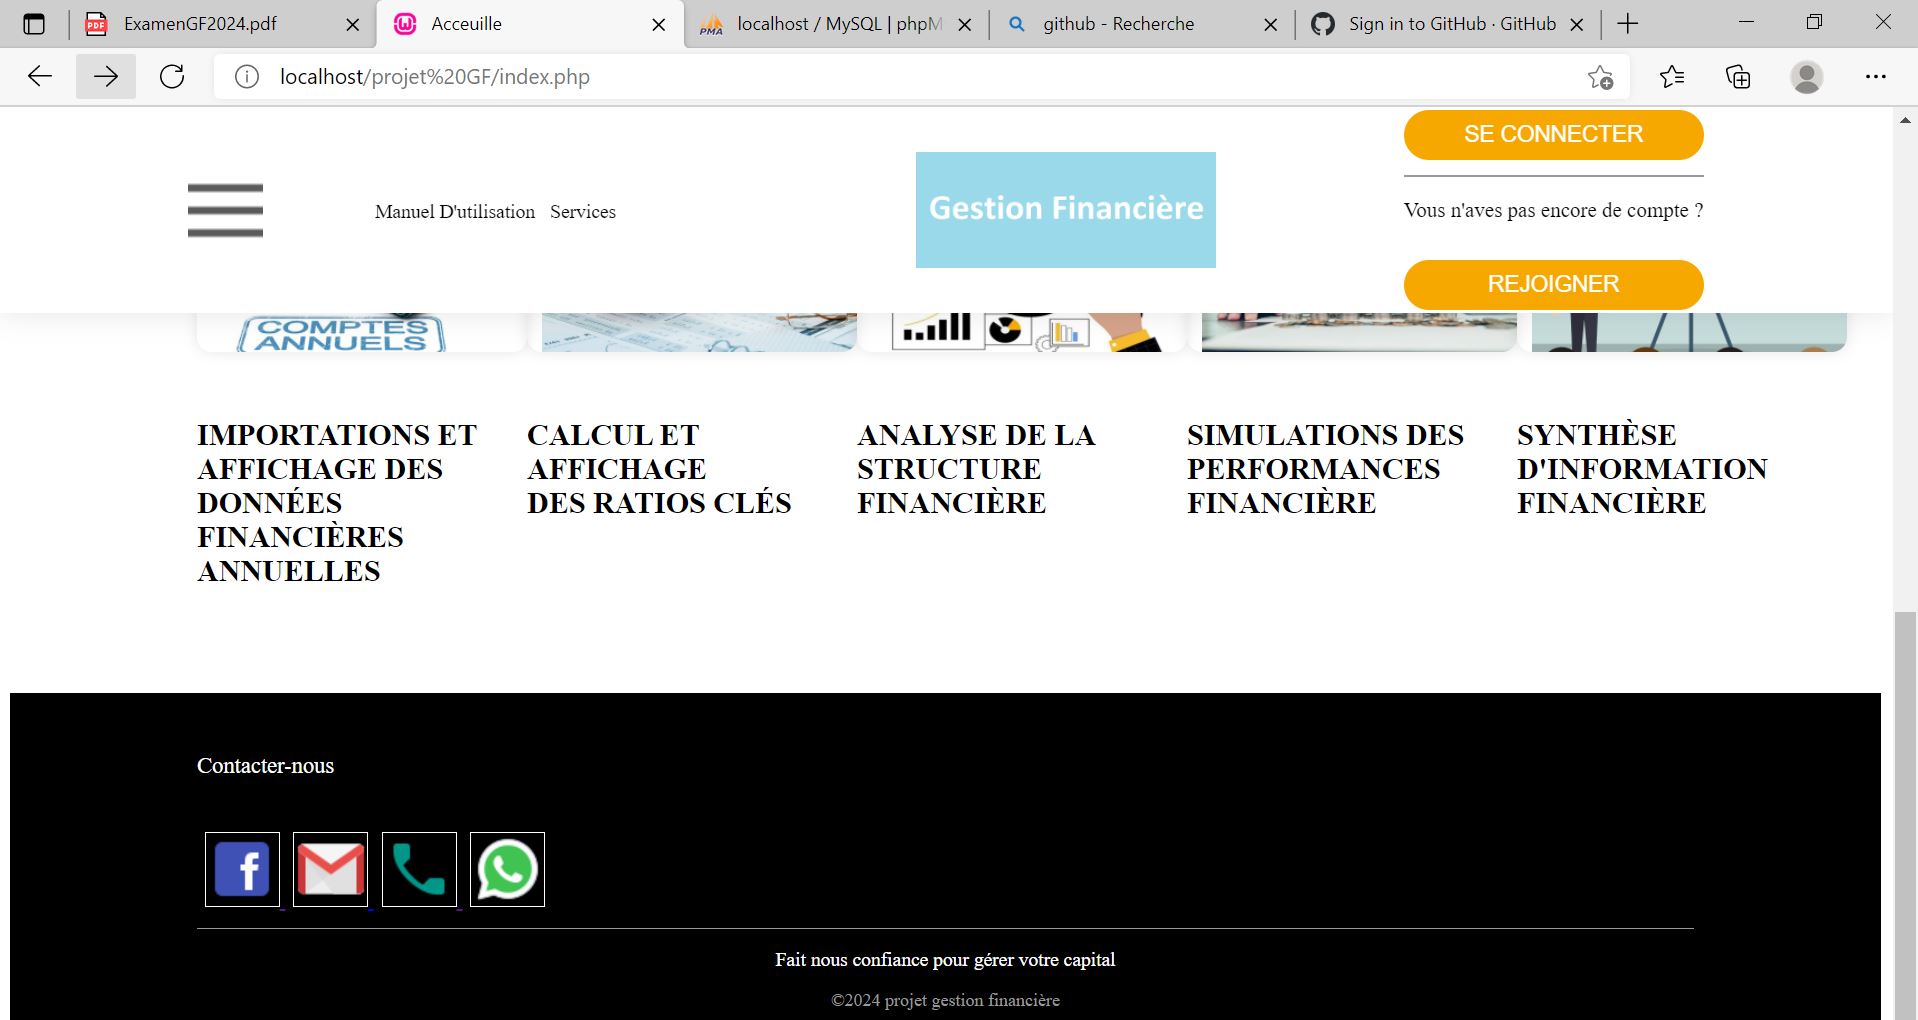 ExamenGF2024.pdf
Acceuille
localhost / MySQL | phpM
github - Recherche
Sign in to GitHub · GitHub
localhost/projet%20GF/index.php
SE CONNECTER
Manuel D'utilisation Services
Gestion Financière
Vous n'aves pas encore de compte ?
REJOIGNER
COMPTES
ANNUELS
IMPORTATIONS ET
AFFICHAGE DES
DONNÉES
FINANCIÈRES
ANNUELLES
CALCUL ET
AFFICHAGE
DES RATIOS CLÉS
ANALYSE DE LA
STRUCTURE
FINANCIÈRE
SIMULATIONS DES
PERFORMANCES
FINANCIÈRE
SYNTHÈSE
D'INFORMATION
FINANCIÈRE
Contacter-nous
Fait nous confiance pour gérer votre capital
©2024 projet gestion financière